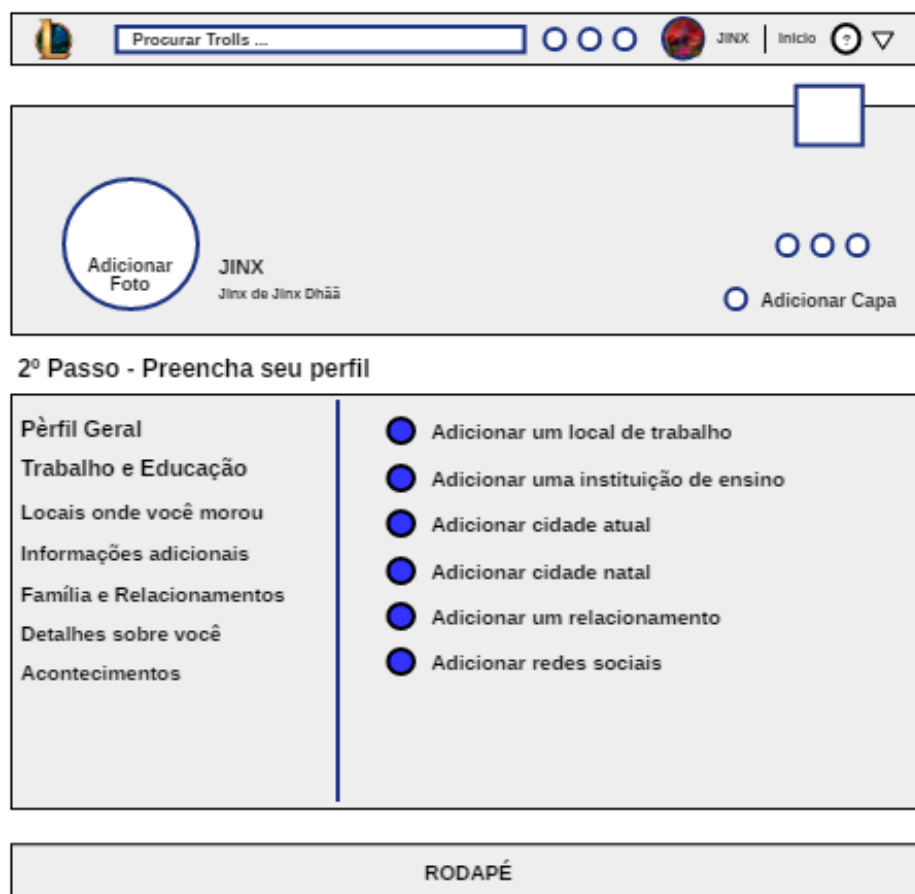 Procurar Trolls ...
JINX
Inicio
?
Adicionar
Foto
JINX
Jinx de Jinx Dhãã
Adicionar Capa
2º Passo - Preencha seu perfil
Pèrfil Geral
Trabalho e Educação
Locais onde você morou
Informações adicionais
Família e Relacionamentos
Detalhes sobre você
Acontecimentos
Adicionar um local de trabalho
Adicionar uma instituição de ensino
Adicionar cidade atual
Adicionar cidade natal
Adicionar um relacionamento
Adicionar redes sociais
RODAPÉ